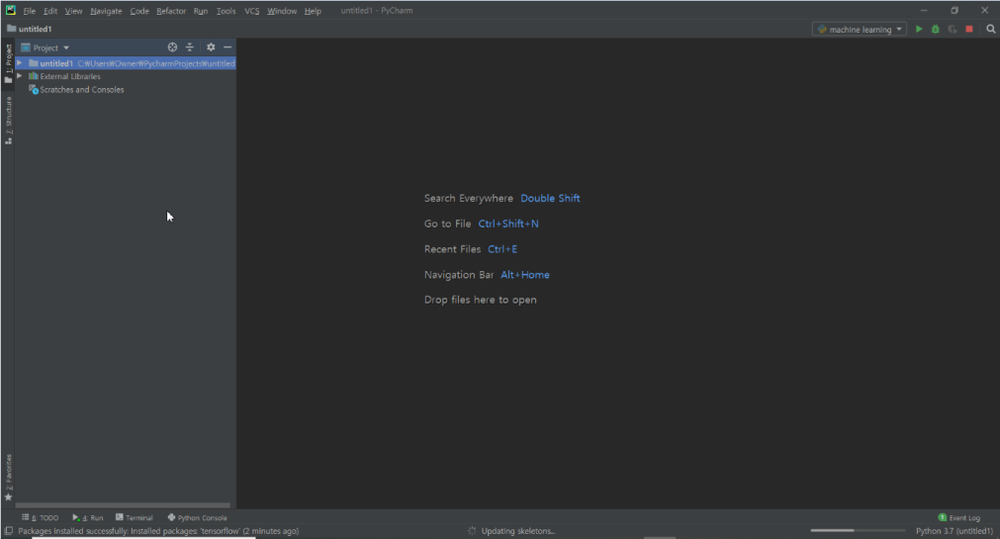 File Edit View Navigate Code Refactor Run Tools VCS Window Help untitled1 - PyCharm
untitled1
machine learning
Project
untitled1 C:₩Users₩Owner₩PycharmProjects₩untitled
External Libraries
Scratches and Consoles
1: Project
7: Structure
2: Favorites
Search Everywhere Double Shift
Go to File Ctrl+Shift+N
Recent Files Ctrl+E
Navigation Bar Alt+Home
Drop files here to open
6: TODO 4: Run Terminal Python Console 1 Event Log
Packages installed successfully: Installed packages: 'tensorflow' (2 minutes ago) Updating skeletons... Python 3.7 (untitled1)